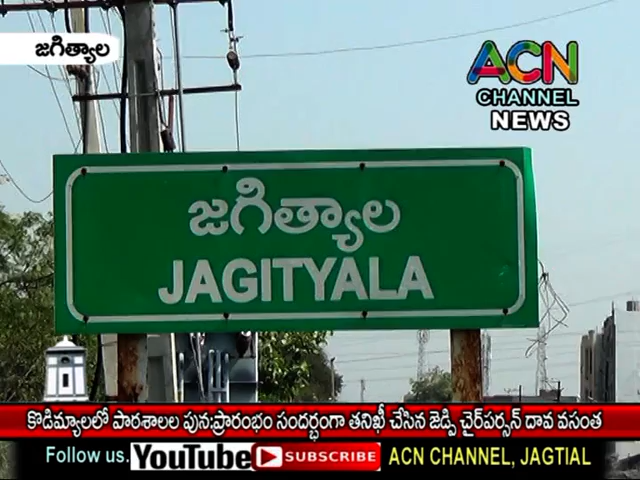 జగిత్యాల
ACN
CHANNEL
NEWS
జగిత్యాల
JAGITYALA
కొడిమ్యాలలో పాఠశాలల పునఃప్రారంభం సందర్భంగా తనిఖీ చేసిన జెడ్పి చైర్‌పర్సన్ దావ వసంత
Follow us. YouTube SUBSCRIBE ACN CHANNEL, JAGTIAL